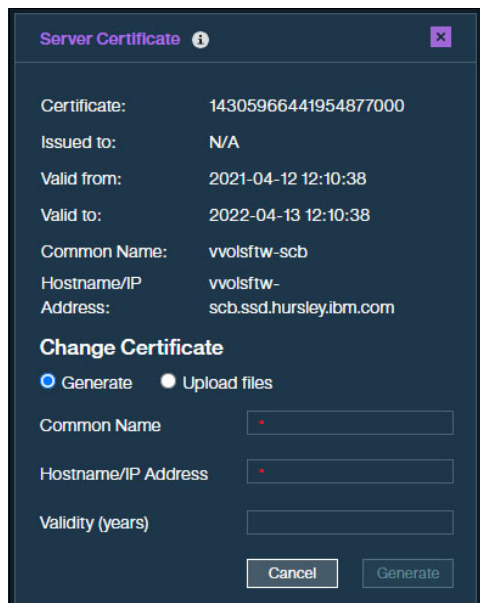 Server Certificate
Certificate: 14305966441954877000
Issued to: N/A
Valid from: 2021-04-12 12:10:38
Valid to: 2022-04-13 12:10:38
Common Name: vvolsftw-scb
Hostname/IP vvolsftw-
Address: scb.ssd.hursley.ibm.com
Change Certificate
Generate Upload files
Common Name *
Hostname/IP Address *
Validity (years)
Cancel Generate